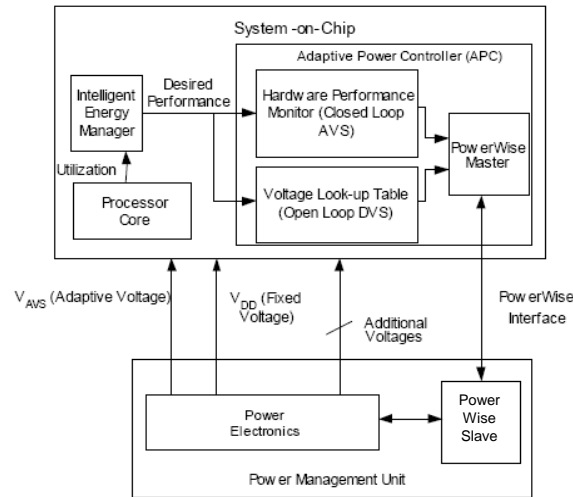 System -on-Chip
Adaptive Power Controller (APC)
Intelligent
Energy
Manager
Desired
Performance
Hardware Performance
Monitor (Closed Loop
AVS)
PowerWise
Master
Utilization
Processor
Core
Voltage Look-up Table
(Open Loop DVS)
V AVS (Adaptive Voltage)
V DD (Fixed
Voltage)
Additional
Voltages
PowerWise
Interface
Power
Electronics
Power
Wise
Slave
Power Management Unit